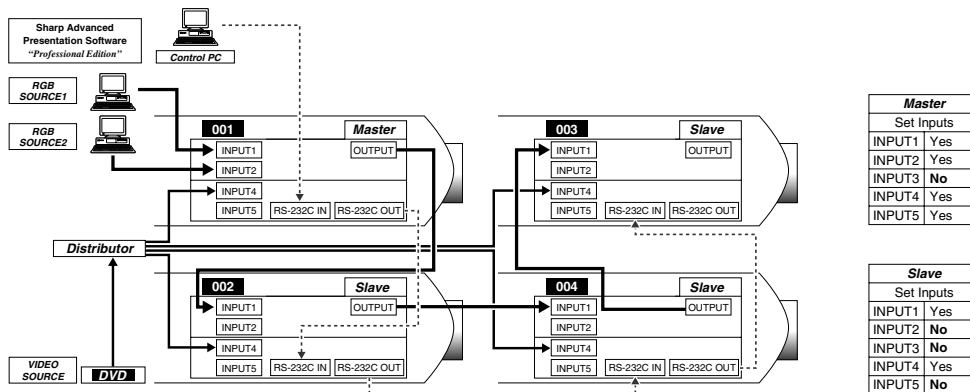 Sharp Advanced
Presentation Software
“Professional Edition”
Control PC
RGB
SOURCE1
RGB
SOURCE2
001
Master
INPUT1
OUTPUT
INPUT2
INPUT4
INPUT5
RS-232C IN
RS-232C OUT
003
Slave
INPUT1
OUTPUT
INPUT2
INPUT4
INPUT5
RS-232C IN
RS-232C OUT
Distributor
002
Slave
INPUT1
OUTPUT
INPUT2
INPUT4
INPUT5
RS-232C IN
RS-232C OUT
004
Slave
INPUT1
OUTPUT
INPUT2
INPUT4
INPUT5
RS-232C IN
RS-232C OUT
VIDEO
SOURCE
DVD
Master
Set Inputs
INPUT1 Yes
INPUT2 Yes
INPUT3 No
INPUT4 Yes
INPUT5 Yes
Slave
Set Inputs
INPUT1 Yes
INPUT2 No
INPUT3 No
INPUT4 Yes
INPUT5 No